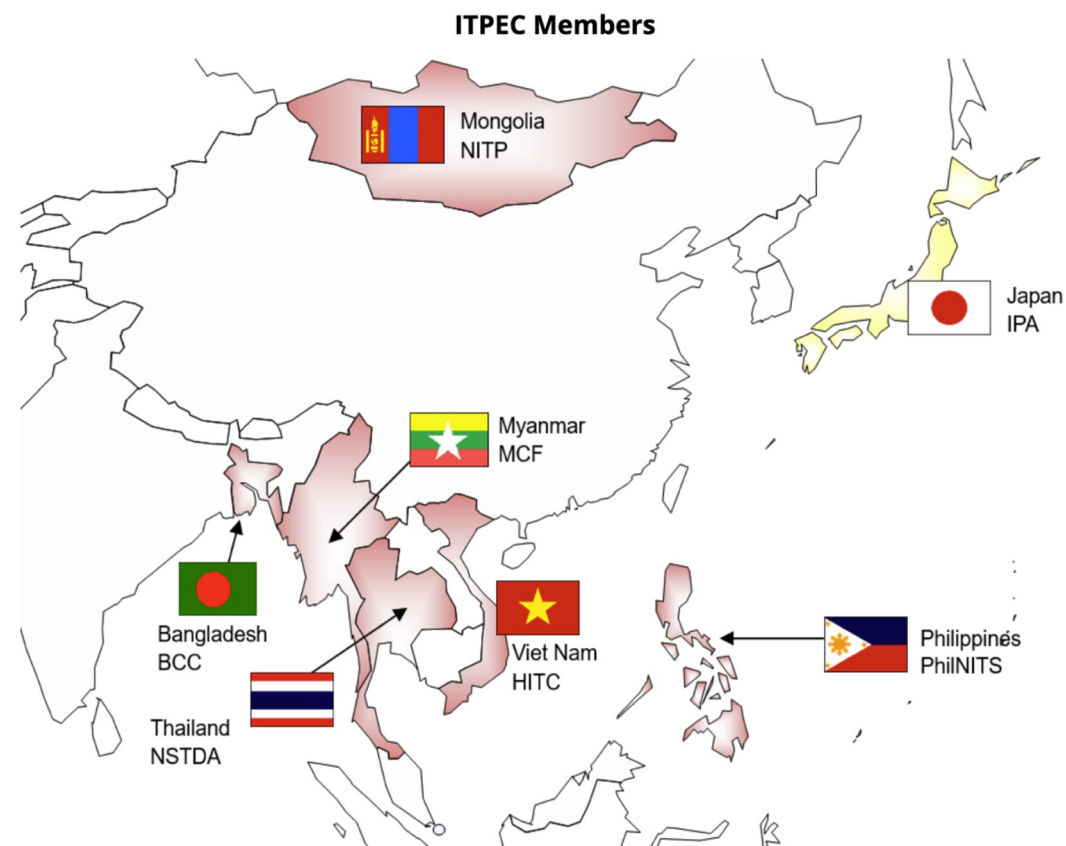 ITPEC Members
Mongolia
NITP
Japan
IPA
Myanmar
MCF
Bangladesh
BCC
Viet Nam
HITC
Philippines
PhilNITS
Thailand
NSTDA